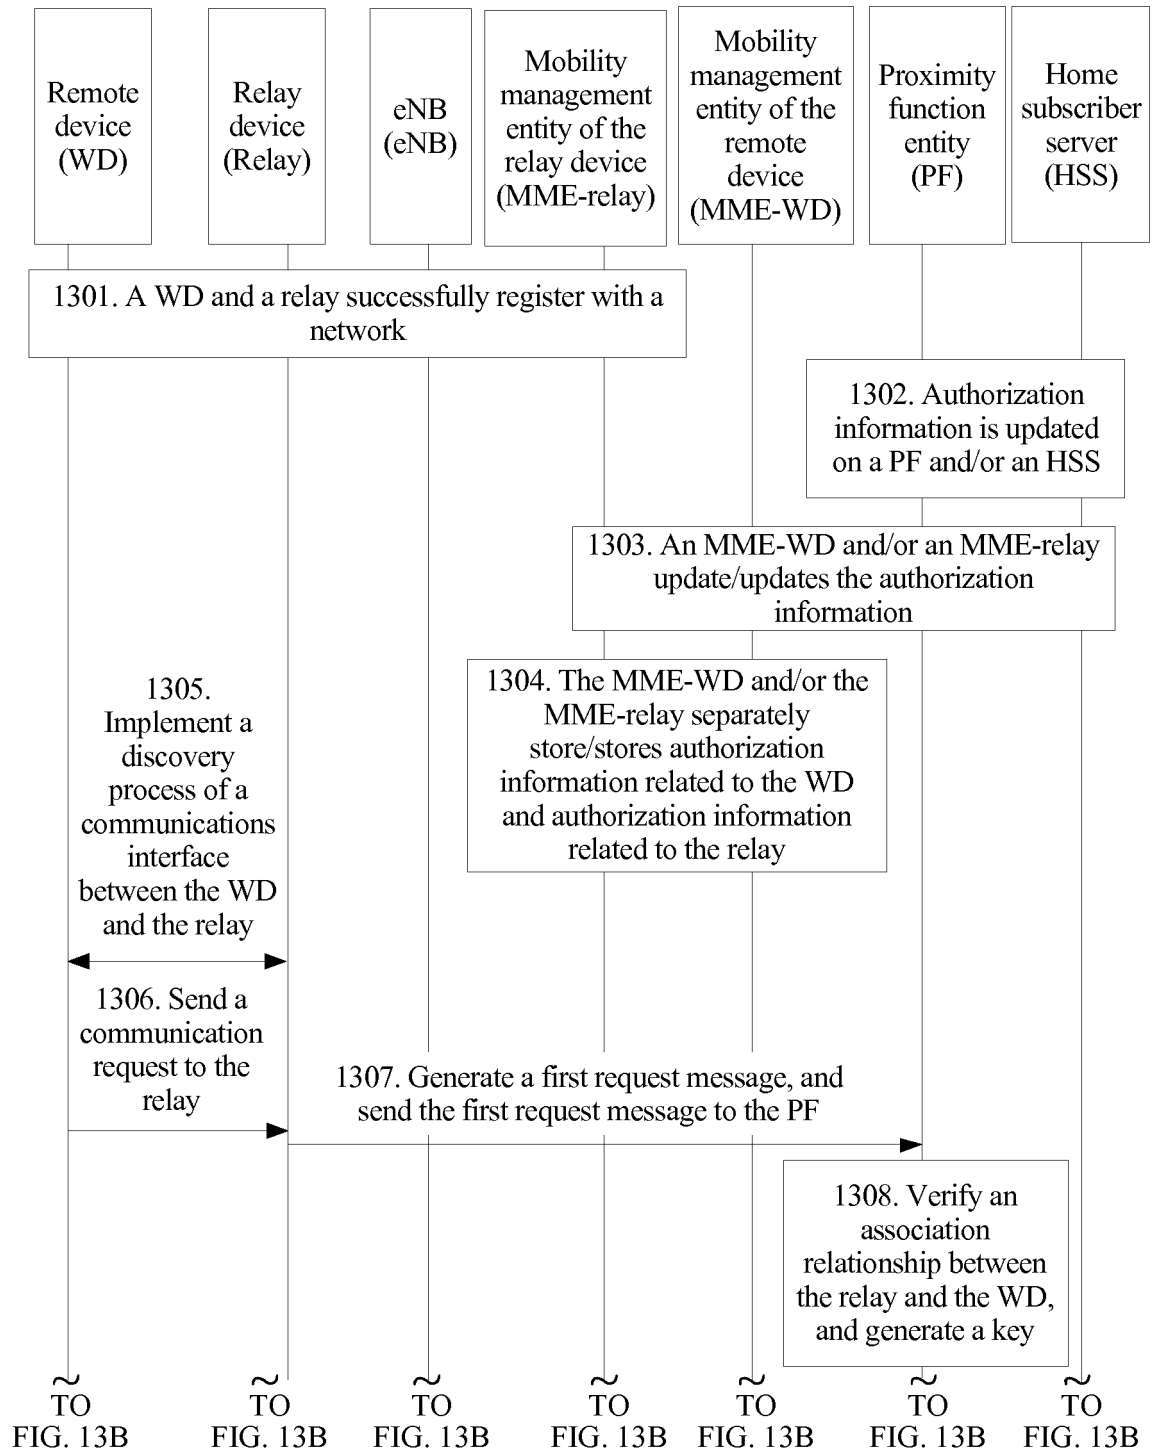 Remote
device
(WD)
Relay
device
(Relay)
eNB
(eNB)
Mobility
management
entity of the
relay device
(MME-relay)
Mobility
management
entity of the
remote
device
(MME-WD)
Proximity
function
entity
(PF)
Home
subscriber
server
(HSS)
1301. A WD and a relay successfully register with a
network
1302. Authorization
information is updated
on a PF and/or an HSS
1303. An MME-WD and/or an MME-relay
update/updates the authorization
information
1304. The MME-WD and/or the
MME-relay separately
store/stores authorization
information related to the WD
and authorization information
related to the relay
1305.
Implement a
discovery
process of a
communications
interface
between the WD
and the relay
1306. Send a
communication
request to the
relay
1307. Generate a first request message, and
send the first request message to the PF
1308. Verify an
association
relationship between
the relay and the WD,
and generate a key
TO
FIG. 13B
TO
FIG. 13B
TO
FIG. 13B
TO
FIG. 13B
TO
FIG. 13B
TO
FIG. 13B
TO
FIG. 13B